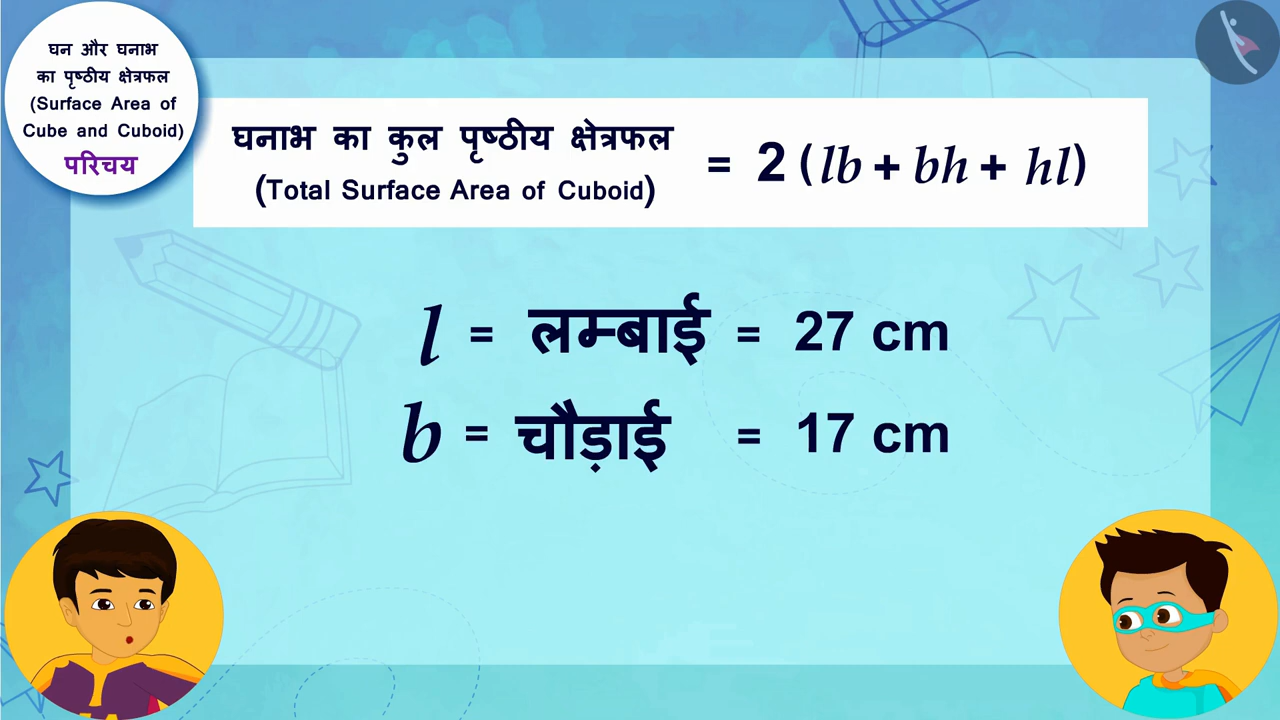 घन और घनाभ
का पृष्ठीय क्षेत्रफल
(Surface Area of
Cube and Cuboid)
परिचय
घनाभ का कुल पृष्ठीय क्षेत्रफल
(Total Surface Area of Cuboid)
= 2 (lb + bh + hl)
l = लम्बाई = 27 cm
b = चौड़ाई = 17 cm